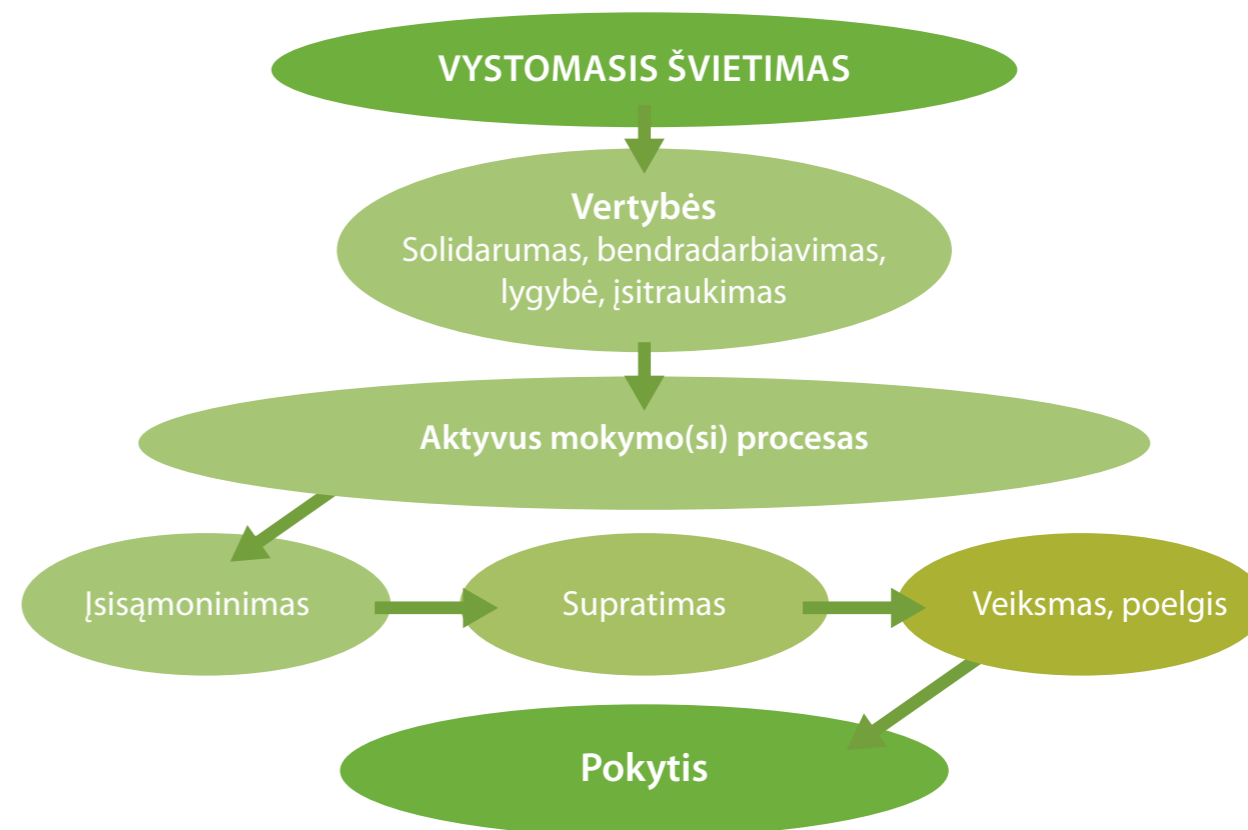 VYSTOMASIS ŠVIETIMAS
Vertybės
Solidarumas, bendradarbiavimas,
lygybė, įsitraukimas
Aktyvus mokymo(si) procesas
Įsisąmoninimas
Supratimas
Veiksmas, poelgis
Pokytis